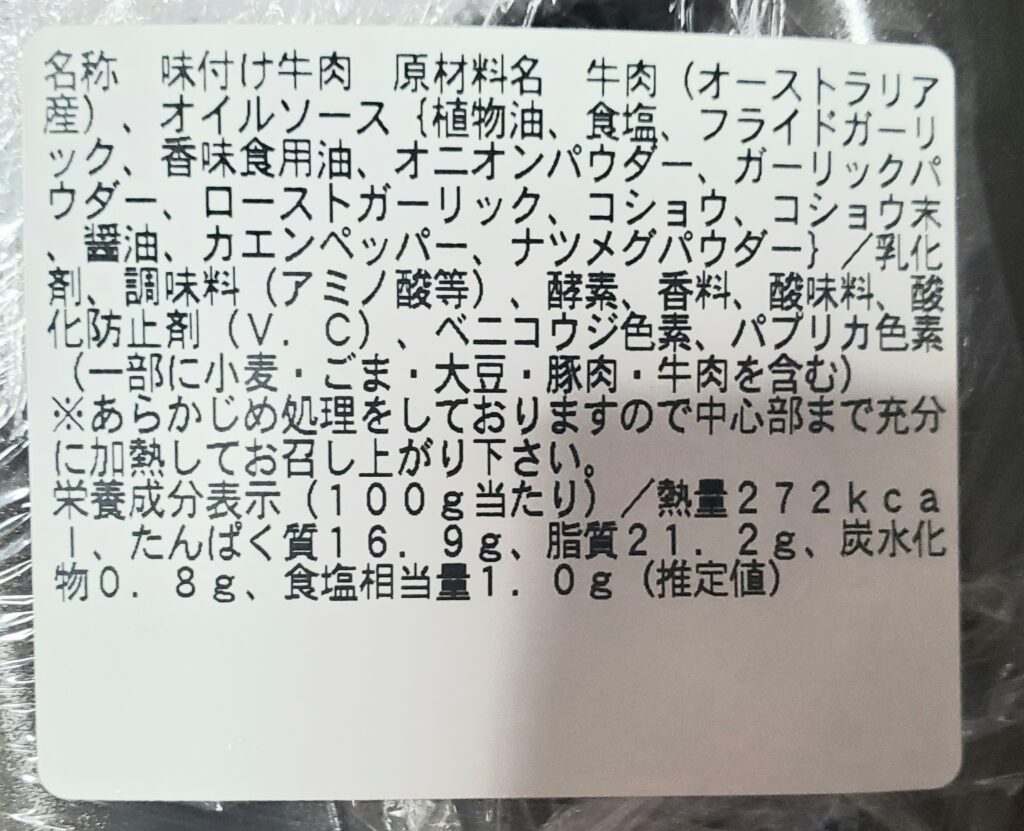 名称　味付け牛肉　原材料名　牛肉（オーストラリア
産）、オイルソース｛植物油、食塩、フライドガーリ
ック、香味食用油、オニオンパウダー、ガーリックパ
ウダー、ローストガーリック、コショウ、コショウ末
、醤油、カエンペッパー、ナツメグパウダー｝／乳化
剤、調味料（アミノ酸等）、酵素、香料、酸味料、酸
化防止剤（Ｖ．Ｃ）、ベニコウジ色素、パプリカ色素
（一部に小麦・ごま・大豆・豚肉・牛肉を含む）
※あらかじめ処理をしておりますので中心部まで充分
に加熱してお召し上がり下さい。
栄養成分表示（１００ｇ当たり）／熱量２７２ｋｃａ
ｌ、たんぱく質１６．９ｇ、脂質２１．２ｇ、炭水化
物０．８ｇ、食塩相当量１．０ｇ（推定値）